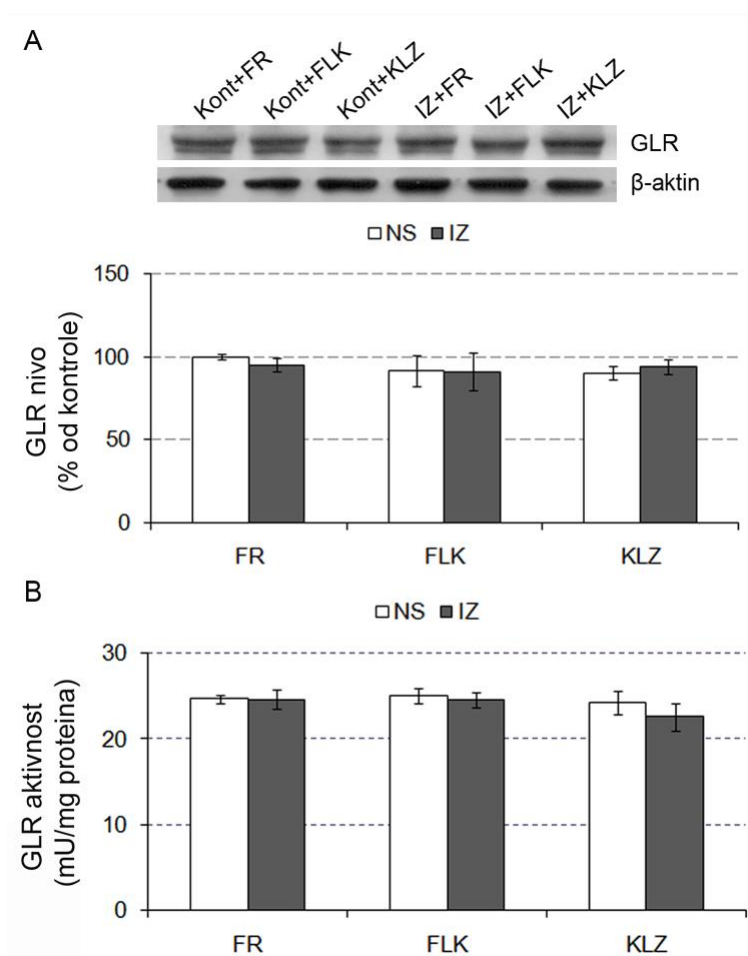 A
Kont+FR Kont+FLK Kont+KLZ IZ+FR IZ+FLK IZ+KLZ
GLR
β-aktin
NS IZ
GLR nivo
(% od kontrole)
150
100
50
0
FR FLK KLZ
B
NS IZ
GLR aktivnost
(mU/mg proteina)
30
20
10
0
FR FLK KLZ